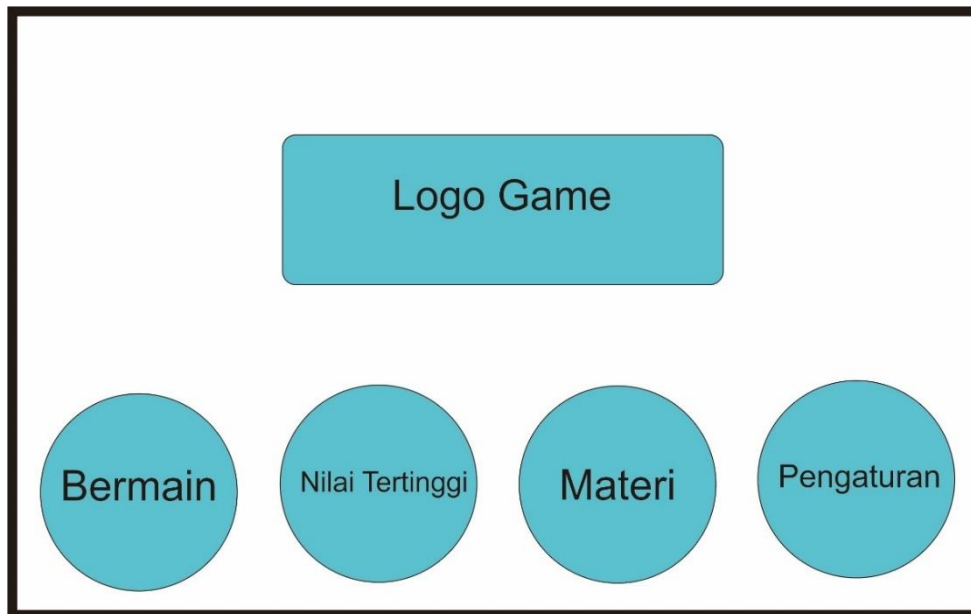 Logo Game
Bermain
Nilai Tertinggi
Materi
Pengaturan